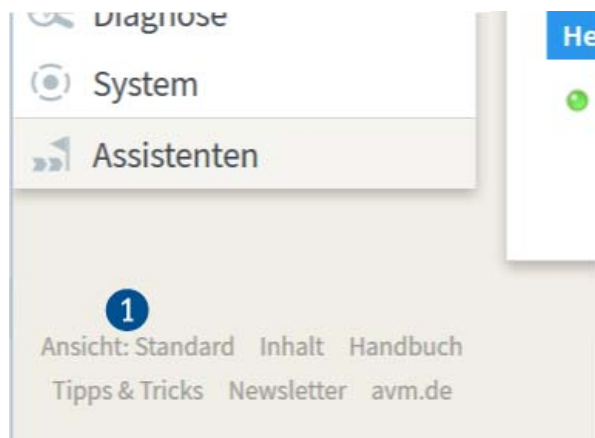 Diagnose
He
System
Assistenten
1
Ansicht: Standard Inhalt Handbuch
Tipps & Tricks Newsletter avm.de